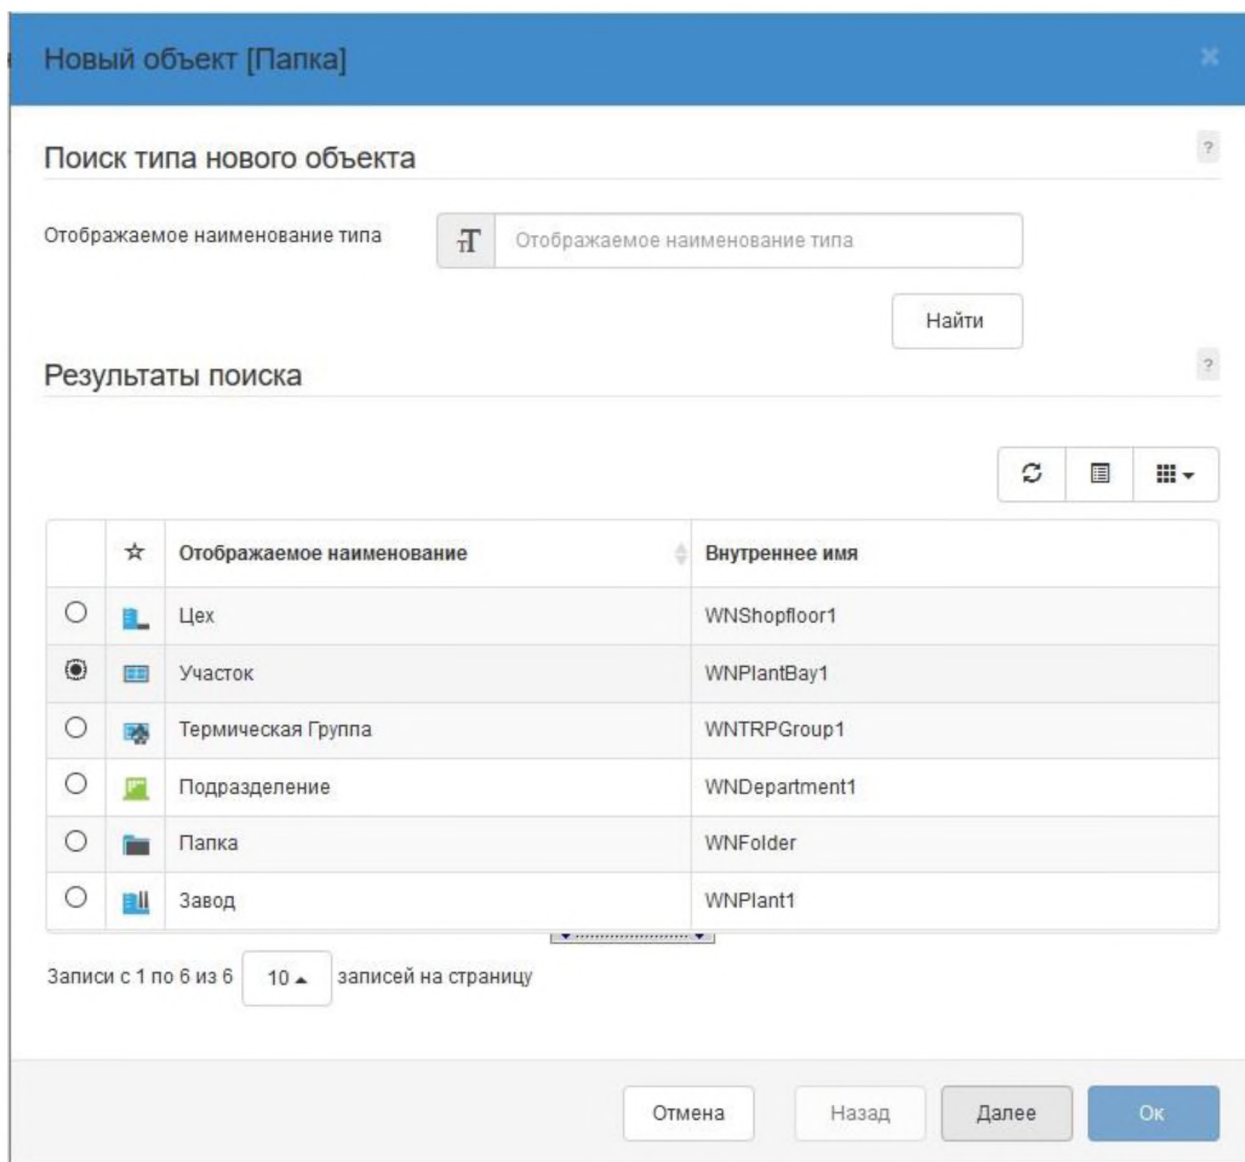 Новый объект [Папка]
Поиск типа нового объекта
?
Отображаемое наименование типа
Отображаемое наименование типа
Найти
Результаты поиска
?
Отображаемое наименование Внутреннее имя
Цех WNShopfloor1
Участок WNPlantBay1
Термическая Группа WNTRPGroup1
Подразделение WNDepartment1
Папка WNFolder
Завод WNPlant1
Записи с 1 по 6 из 6 10 записей на страницу
Отмена Назад Далее Ок